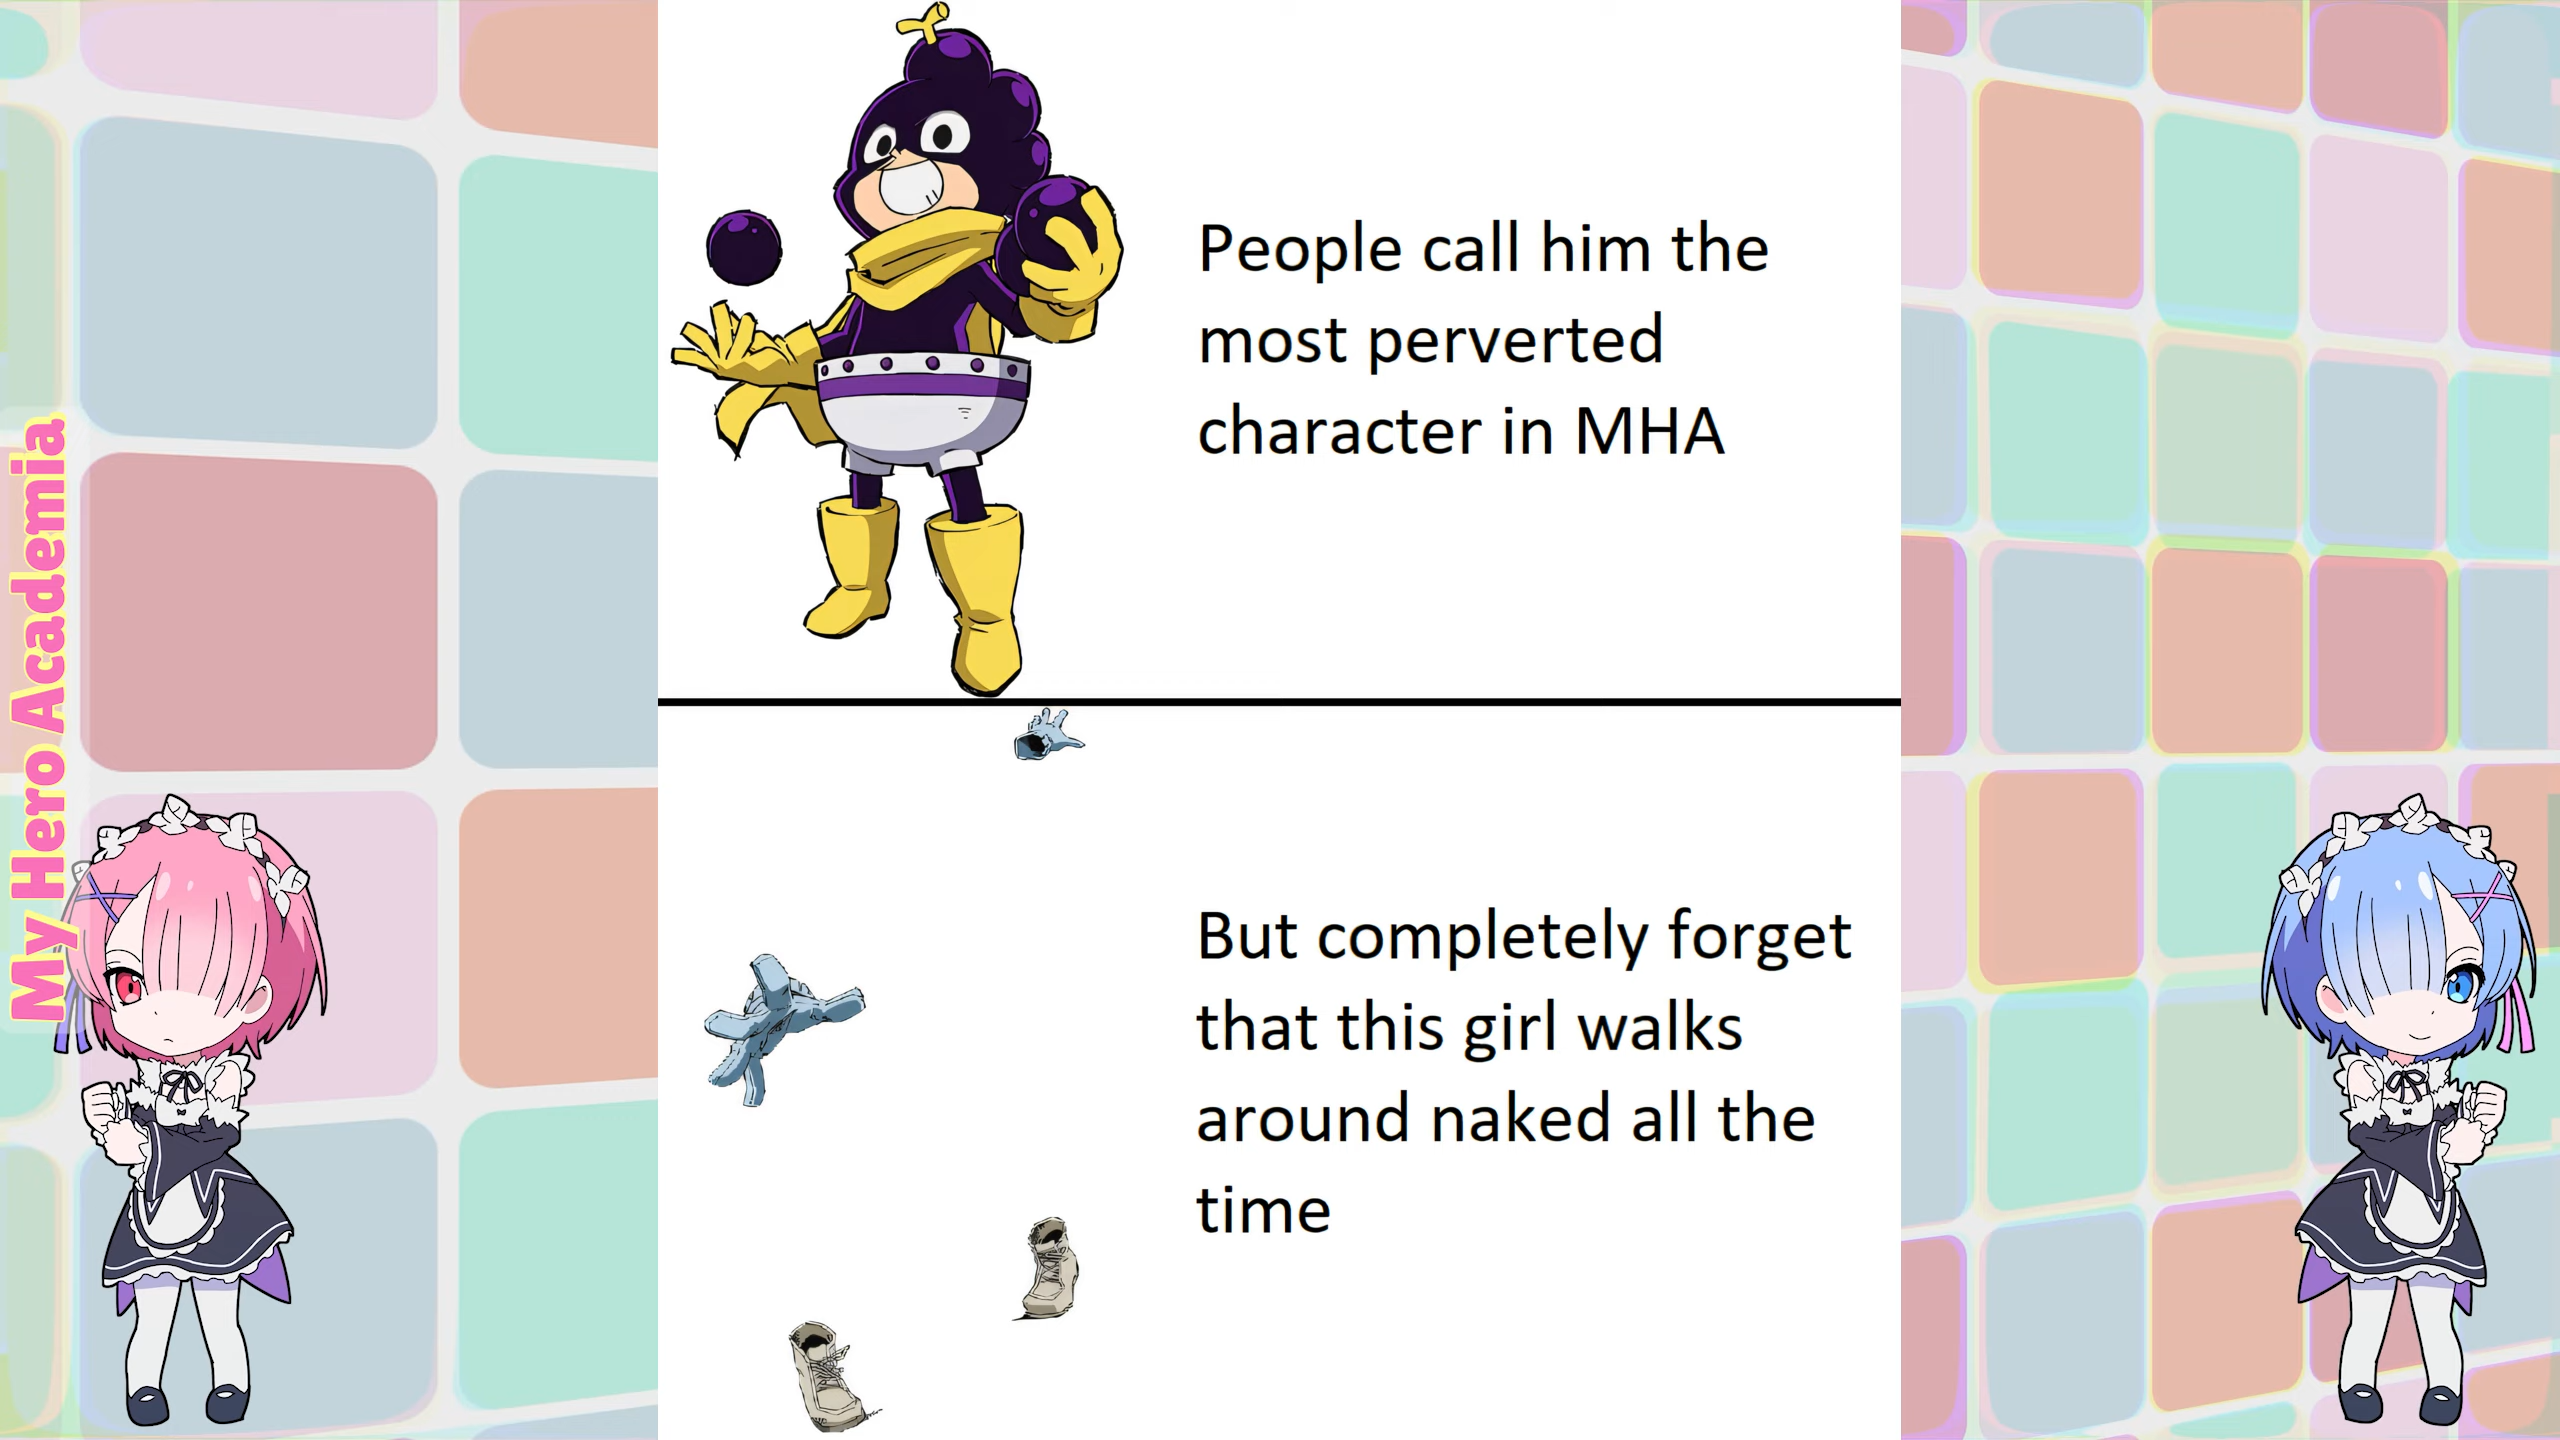 My Hero Academia
People call him the
most perverted
character in MHA
But completely forget
that this girl walks
around naked all the
time